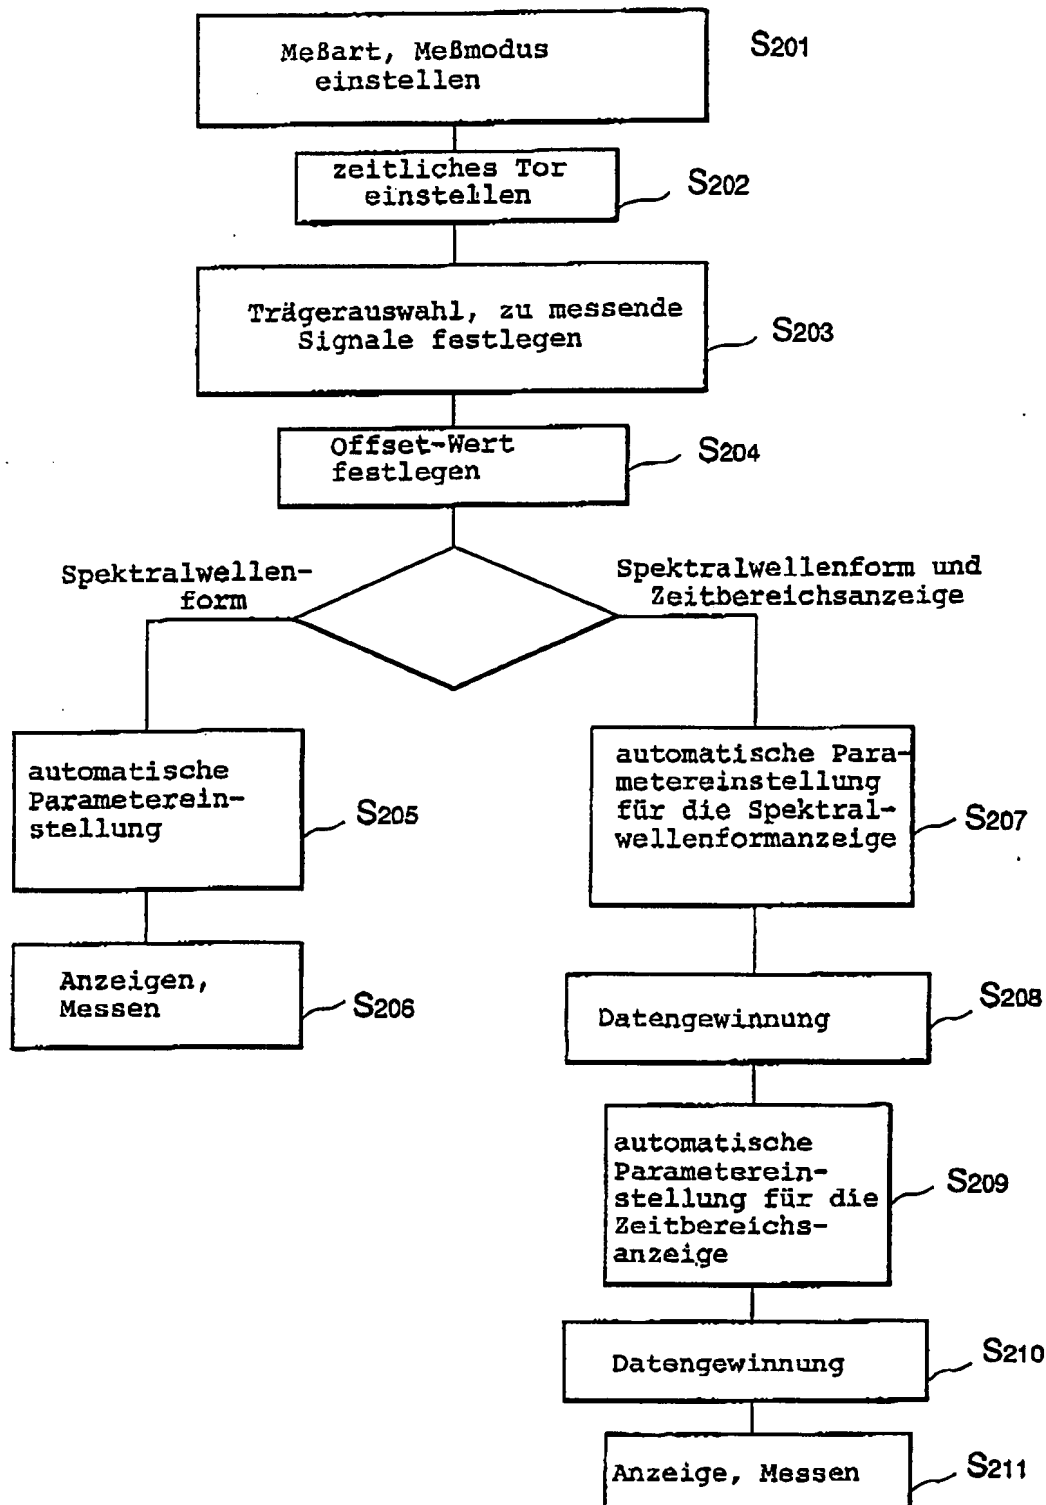 Meßart, Meßmodus
einstellen
S201
zeitliches Tor
einstellen
S202
Trägerauswahl, zu messende
Signale festlegen
S203
Offset-Wert
festlegen
S204
Spektralwellen-
form
Spektralwellenform und
Zeitbereichsanzeige
automatische
Parameterein-
stellung
S205
Anzeigen,
Messen
S206
automatische Para-
metereinstellung
für die Spektral-
wellenformanzeige
S207
Datengewinnung
S208
automatische
Parameterein-
stellung für die
Zeitbereichs-
anzeige
S209
Datengewinnung
S210
Anzeige, Messen
S211